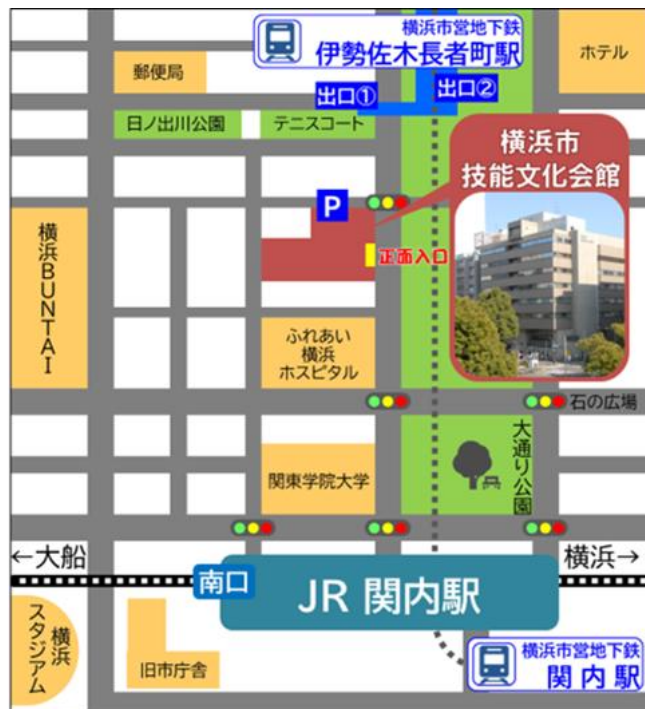 横浜市営地下鉄
伊勢佐木長者町駅
ホテル
郵便局
出口①
出口②
日ノ出川公園
テニスコート
横浜市
技能文化会館
P
正面入口
横浜BUNTAI
ふれあい
横浜
ホスピタル
石の広場
大通り公園
関東学院大学
←大船
横浜→
南口
JR 関内駅
横浜
スタジアム
旧市庁舎
横浜市営地下鉄
関内駅